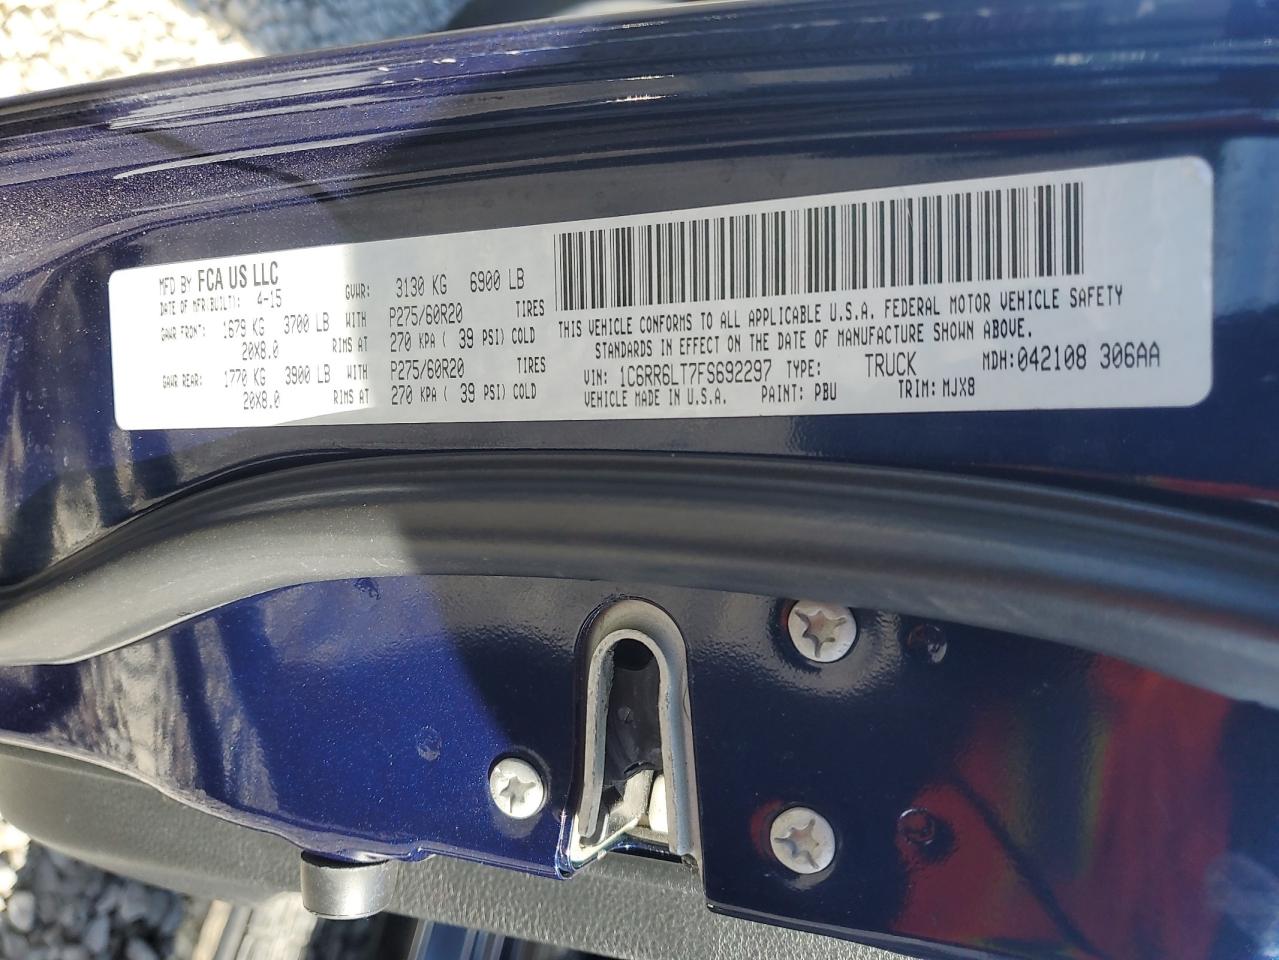 MFD BY FCA US LLC
DATE OF MFR (BUILT): 4-15 GVWR: 3130 KG 6900 LB
GAWR FRONT: 1679 KG 3700 LB WITH P275/60R20 TIRES
20X8.0 RIMS AT 270 KPA ( 39 PSI) COLD
GAWR REAR: 1770 KG 3900 LB WITH P275/60R20 TIRES
20X8.0 RIMS AT 270 KPA ( 39 PSI) COLD
THIS VEHICLE CONFORMS TO ALL APPLICABLE U.S.A. FEDERAL MOTOR VEHICLE SAFETY
STANDARDS IN EFFECT ON THE DATE OF MANUFACTURE SHOWN ABOVE.
VIN: 1C6RR6LT7FS692297 TYPE: TRUCK MDH:042108 306AA
VEHICLE MADE IN U.S.A. PAINT: PBU TRIM: MJX8